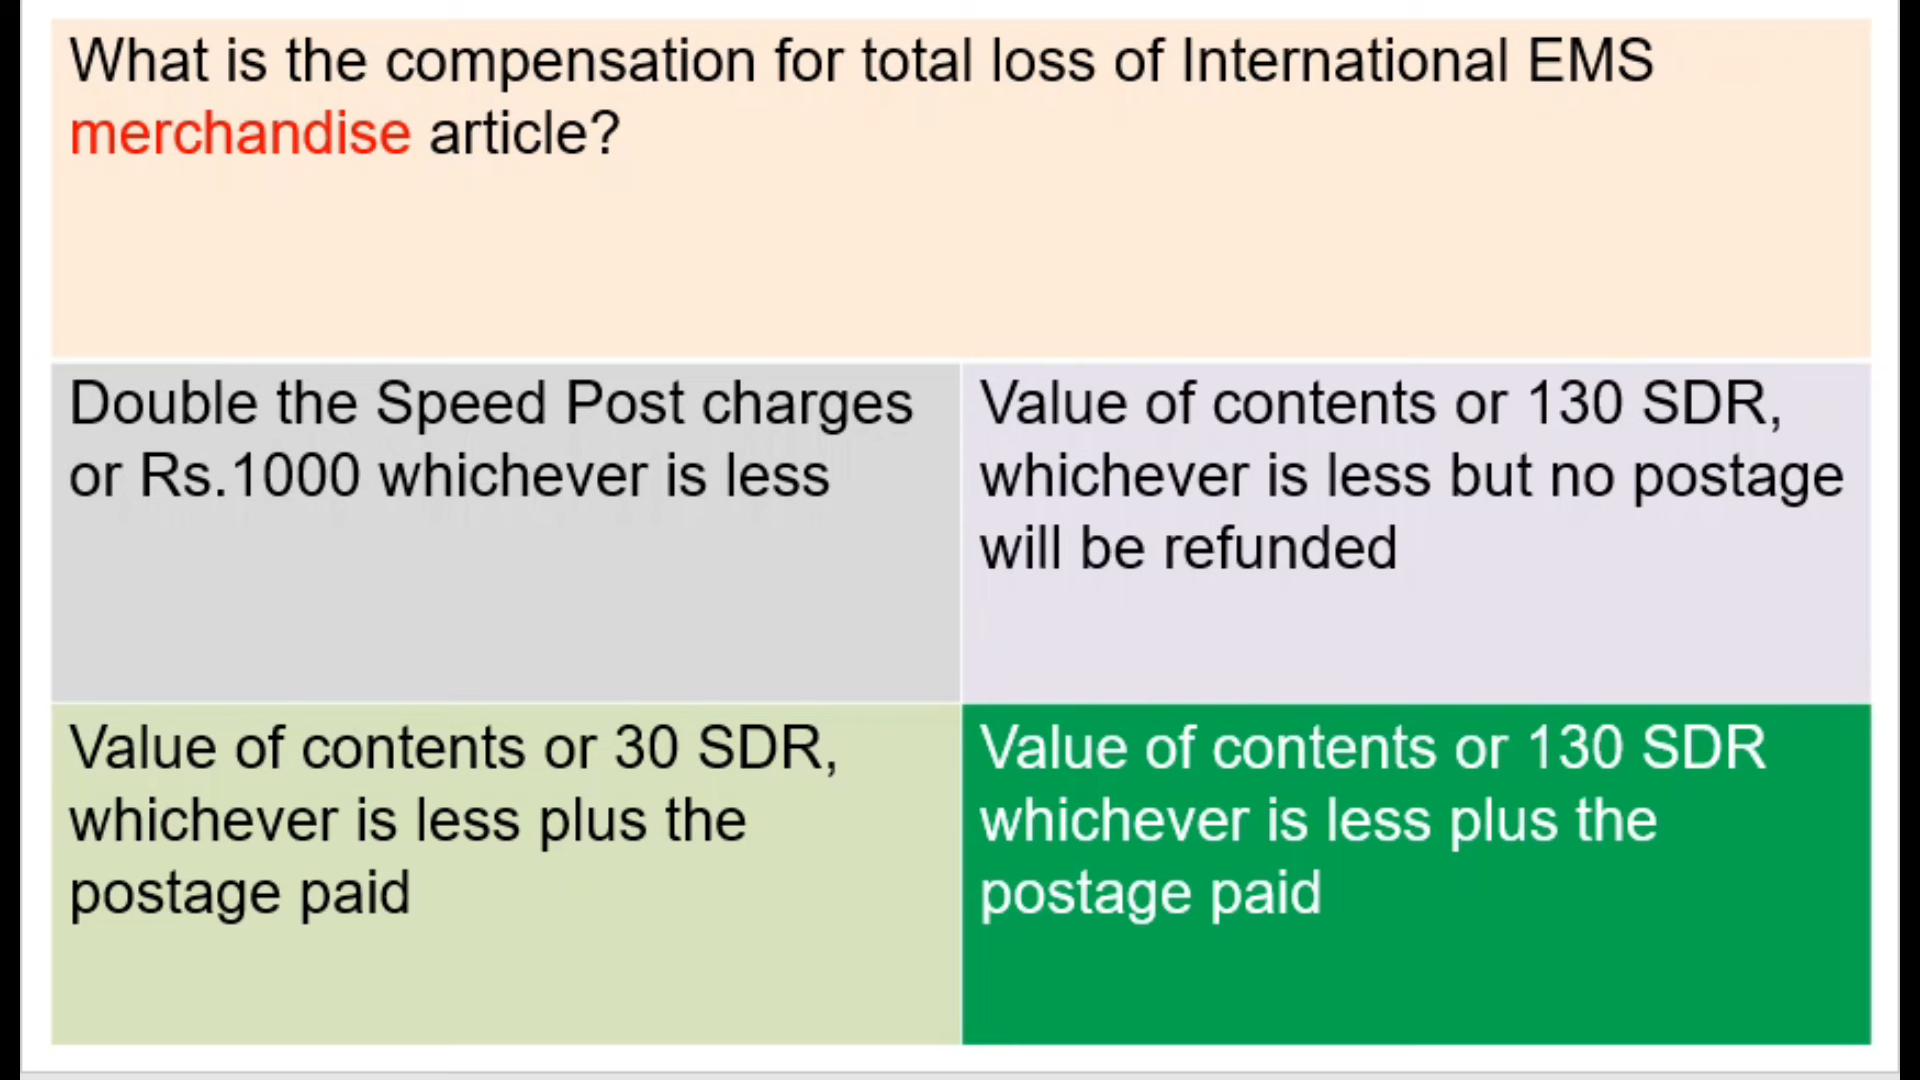 What is the compensation for total loss of International EMS
merchandise article?
Double the Speed Post charges
or Rs.1000 whichever is less
Value of contents or 130 SDR,
whichever is less but no postage
will be refunded
Value of contents or 30 SDR,
whichever is less plus the
postage paid
Value of contents or 130 SDR
whichever is less plus the
postage paid